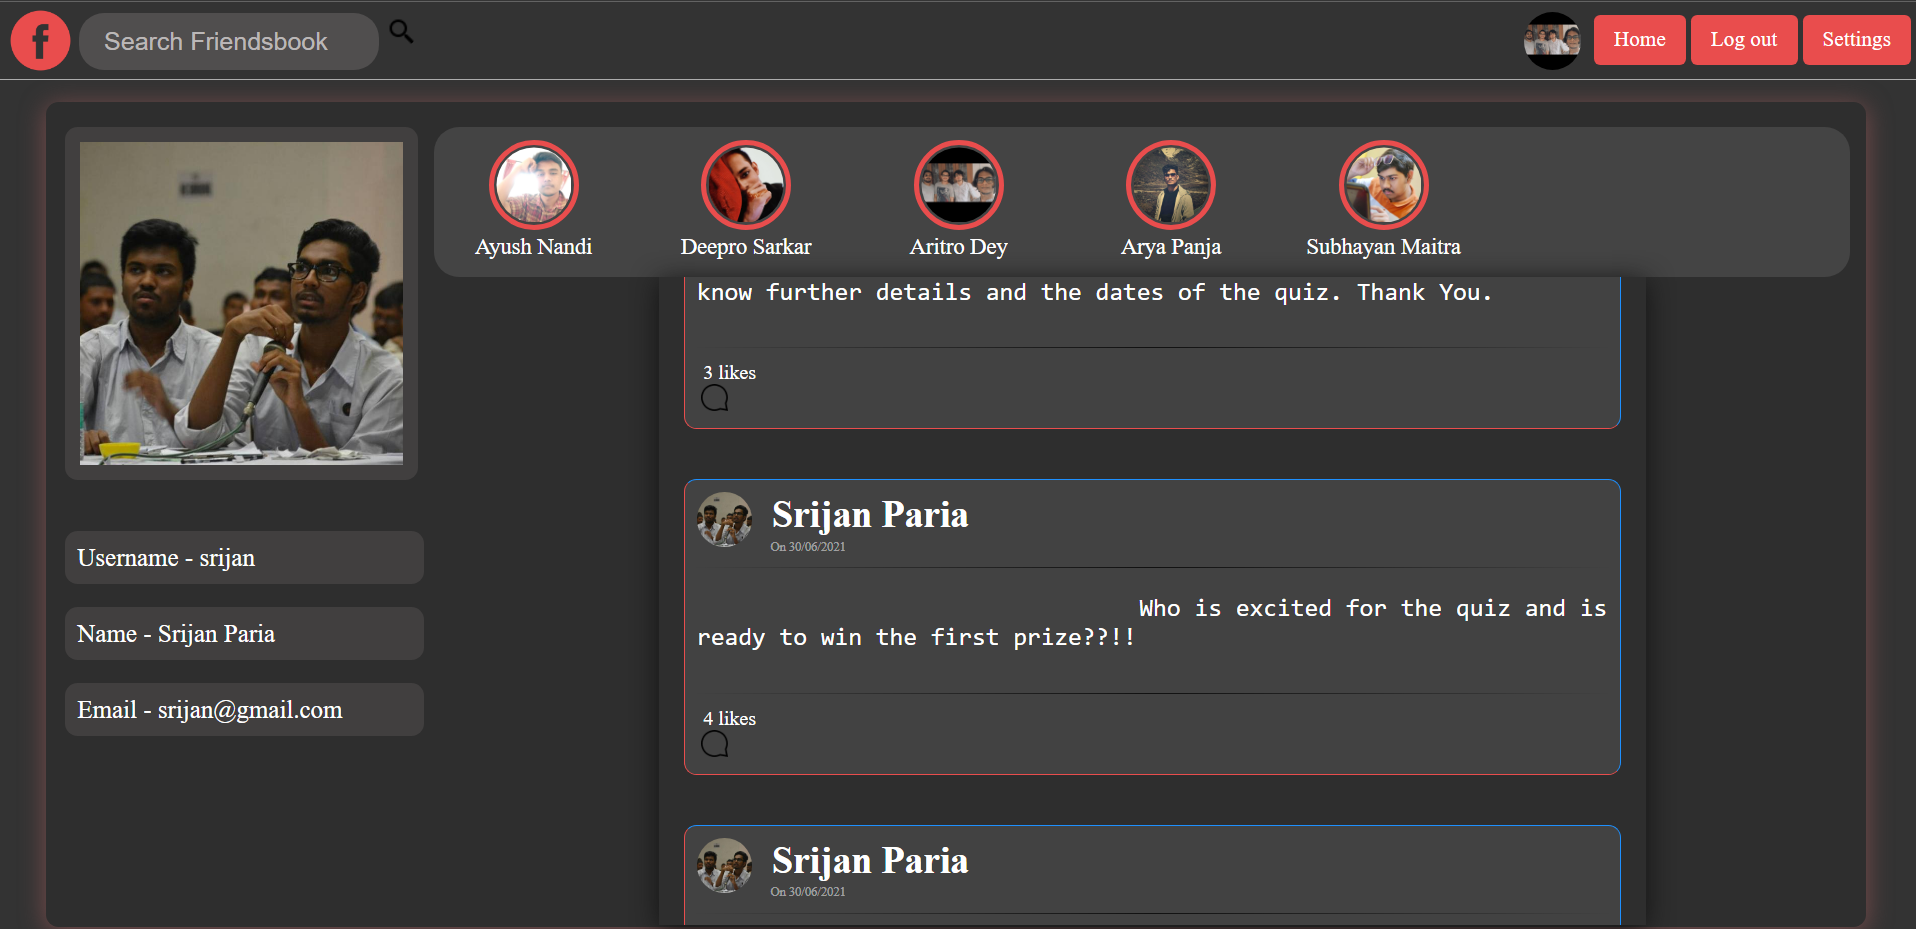 f
Search Friendsbook
Home
Log out
Settings
Ayush Nandi
Deepro Sarkar
Aritro Dey
Arya Panja
Subhayan Maitra
know further details and the dates of the quiz. Thank You.
3 likes
Srijan Paria
On 30/06/2021
Who is excited for the quiz and is
ready to win the first prize??!!
4 likes
Srijan Paria
On 30/06/2021
Username - srijan
Name - Srijan Paria
Email - srijan@gmail.com